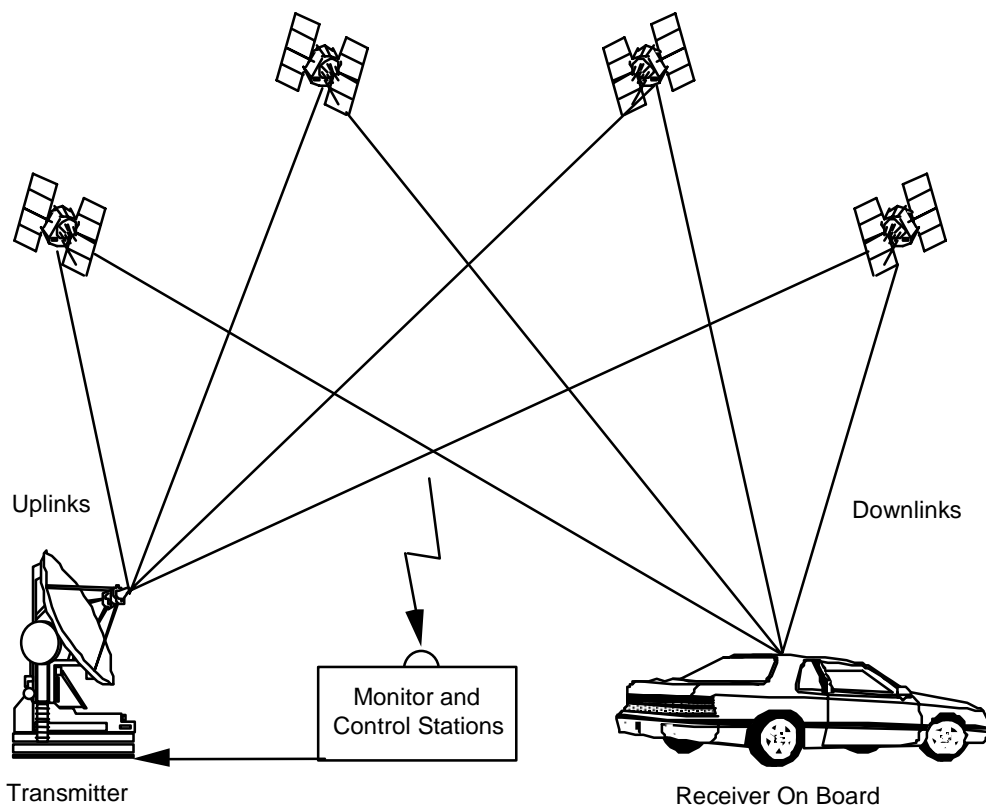 Uplinks
Downlinks
Monitor and
Control Stations
Transmitter
Receiver On Board